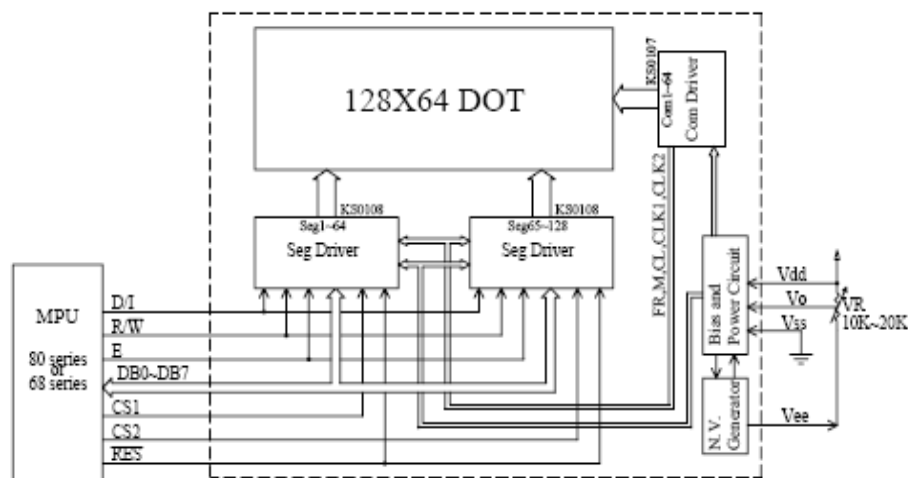 128X64 DOT
KS0107
Com1~64
Com Driver
KS0108
Seg1~64
Seg Driver
KS0108
Seg65~128
Seg Driver
FR,M,CL,CLK1,CLK2
MPU
80 series
or
68 series
D/I
R/W
E
DB0~DB7
CS1
CS2
RES
Bias and
Power Circuit
N.V.
Generator
Vdd
Vo
Vss
Vee
VR
10K~20K